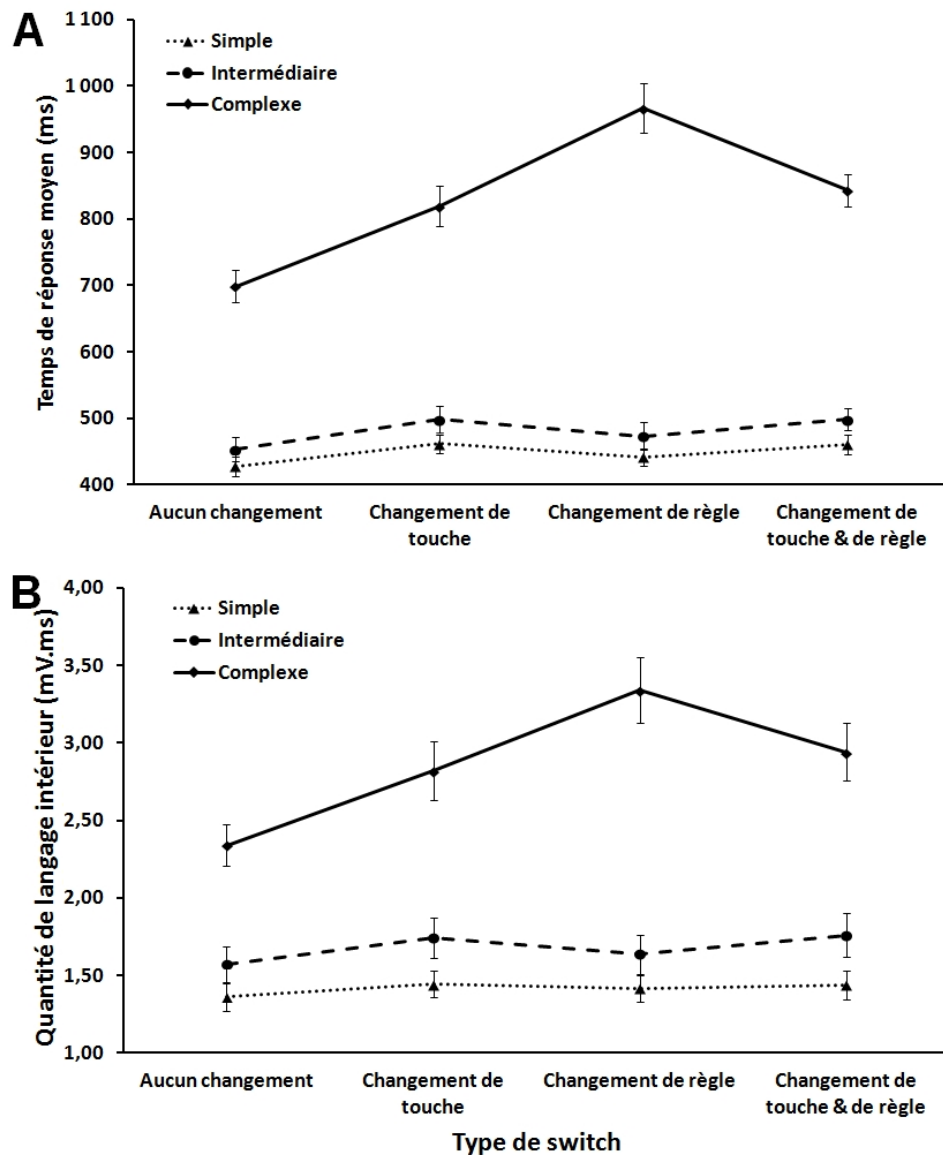 A
Temps de réponse moyen (ms)
1 100
1 000
900
800
700
600
500
400
Simple
Intermédiaire
Complexe
Aucun changement
Changement de
touche
Changement de règle
Changement de
touche & de règle
B
Quantité de langage intérieur (mV.ms)
4,00
3,50
3,00
2,50
2,00
1,50
1,00
Simple
Intermédiaire
Complexe
Aucun changement
Changement de
touche
Changement de règle
Changement de
touche & de règle
Type de switch